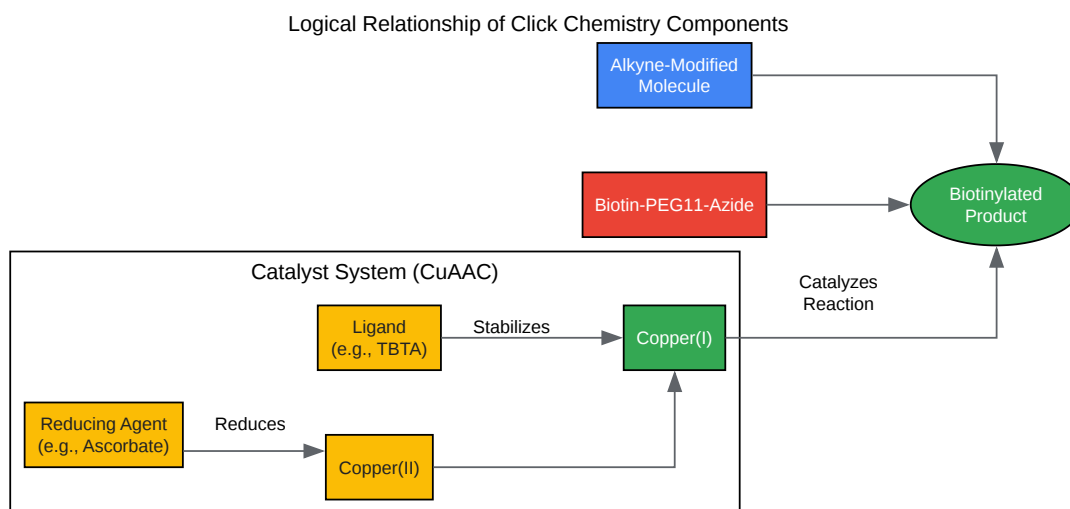 Logical Relationship of Click Chemistry Components
Alkyne-Modified
Molecule
Biotin-PEG11-Azide
Biotinylated
Product
Catalyst System (CuAAC)
Catalyzes
Reaction
Ligand
(e.g., TBTA)
Stabilizes
Copper(I)
Reducing Agent
(e.g., Ascorbate)
Reduces
Copper(II)